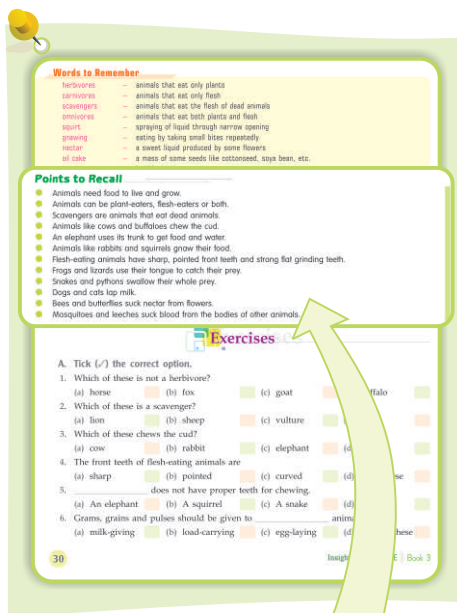 Words to Remember
herbivores – animals that eat only plants
carnivores – animals that eat only flesh
scavengers – animals that eat the flesh of dead animals
omnivores – animals that eat both plants and flesh
squirt – spraying of liquid through narrow opening
gnawing – eating by taking small bites repeatedly
nectar – a sweet liquid produced by some flowers
oil cake – a mass of some seeds like cottonseed, soya bean, etc.
Points to Recall
Animals need food to live and grow.
Animals can be plant-eaters, flesh-eaters or both.
Scavengers are animals that eat dead animals.
Animals like cows and buffaloes chew the cud.
An elephant uses its trunk to get food and water.
Animals like rabbits and squirrels gnaw their food.
Flesh-eating animals have sharp, pointed front teeth and strong flat grinding teeth.
Frogs and lizards use their tongue to catch their prey.
Snakes and pythons swallow their whole prey.
Dogs and cats lap milk.
Bees and butterflies suck nectar from flowers.
Mosquitoes and leeches suck blood from the bodies of other animals.
Exercises
A. Tick (✓) the correct option.
1. Which of these is not a herbivore?
(a) horse (b) fox (c) goat
2. Which of these is a scavenger?
(a) lion (b) sheep (c) vulture
3. Which of these chews the cud?
(a) cow (b) rabbit (c) elephant (d)
4. The front teeth of flesh-eating animals are
(a) sharp (b) pointed (c) curved (d)
5. ____________ does not have proper teeth for chewing.
(a) An elephant (b) A squirrel (c) A snake (d)
6. Grams, grains and pulses should be given to ____________
(a) milk-giving (b) load-carrying (c) egg-laying (d)
30 Book 3